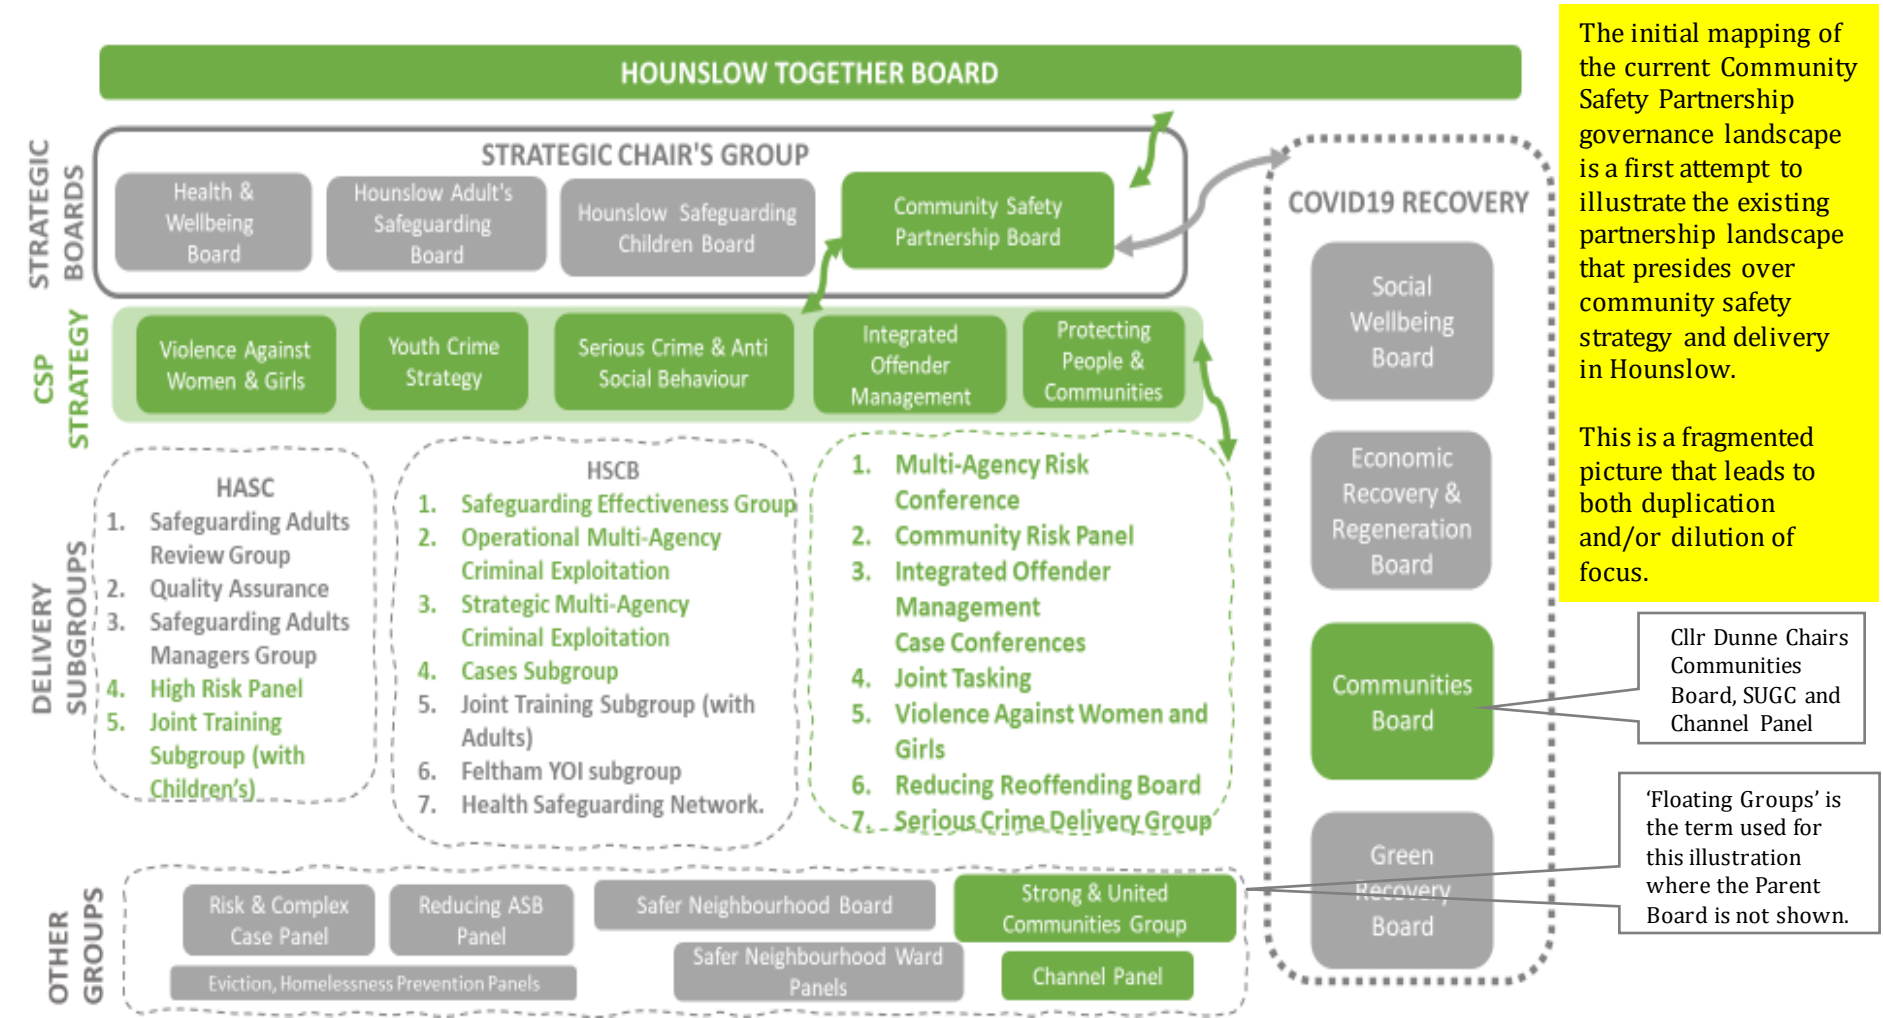 HOUNSLOW TOGETHER BOARD
STRATEGIC
BOARDS
STRATEGIC CHAIR'S GROUP
Health &
Wellbeing
Board
Hounslow Adult's
Safeguarding
Board
Hounslow Safeguarding
Children Board
Community Safety
Partnership Board
CSP
STRATEGY
Violence Against
Women & Girls
Youth Crime
Strategy
Serious Crime & Anti
Social Behaviour
Integrated
Offender
Management
Protecting
People &
Communities
DELIVERY
SUBGROUPS
HASC
1. Safeguarding Adults
Review Group
2. Quality Assurance
3. Safeguarding Adults
Managers Group
4. High Risk Panel
5. Joint Training
Subgroup (with
Children's)
HSCB
1. Safeguarding Effectiveness Group
2. Operational Multi-Agency
Criminal Exploitation
3. Strategic Multi-Agency
Criminal Exploitation
4. Cases Subgroup
5. Joint Training Subgroup (with
Adults)
6. Feltham YOI subgroup
7. Health Safeguarding Network.
1. Multi-Agency Risk
Conference
2. Community Risk Panel
3. Integrated Offender
Management
Case Conferences
4. Joint Tasking
5. Violence Against Women and
Girls
6. Reducing Reoffending Board
7. Serious Crime Delivery Group
OTHER
GROUPS
Risk & Complex
Case Panel
Reducing ASB
Panel
Safer Neighbourhood Board
Strong & United
Communities Group
Eviction, Homelessness Prevention Panels
Safer Neighbourhood Ward
Panels
Channel Panel
COVID19 RECOVERY
Social
Wellbeing
Board
Economic
Recovery &
Regeneration
Board
Communities
Board
Green
Recovery
Board
The initial mapping of
the current Community
Safety Partnership
governance landscape
is a first attempt to
illustrate the existing
partnership landscape
that presides over
community safety
strategy and delivery
in Hounslow.
This is a fragmented
picture that leads to
both duplication
and/or dilution of
focus.
Cllr Dunne Chairs
Communities
Board, SUGC and
Channel Panel
‘Floating Groups’ is
the term used for
this illustration
where the Parent
Board is not shown.